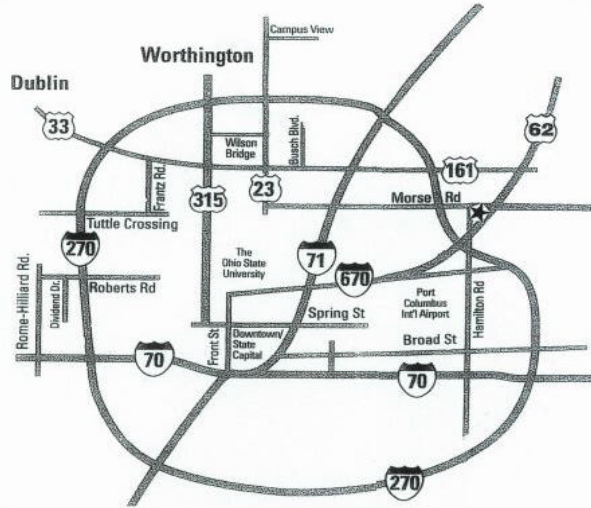 Campus View
Worthington
Dublin
33
62
Wilson
Bridge
Busch Blvd.
161
Frantz Rd.
315
23
Morse Rd
Tuttle Crossing
270
The
Ohio State
University
71
670
Rome-Hilliard Rd.
Dividend Dr.
Roberts Rd
Port
Columbus
Int'l Airport
Hamilton Rd
Spring St
Front St
Downtown/
State
Capital
Broad St
70
70
270